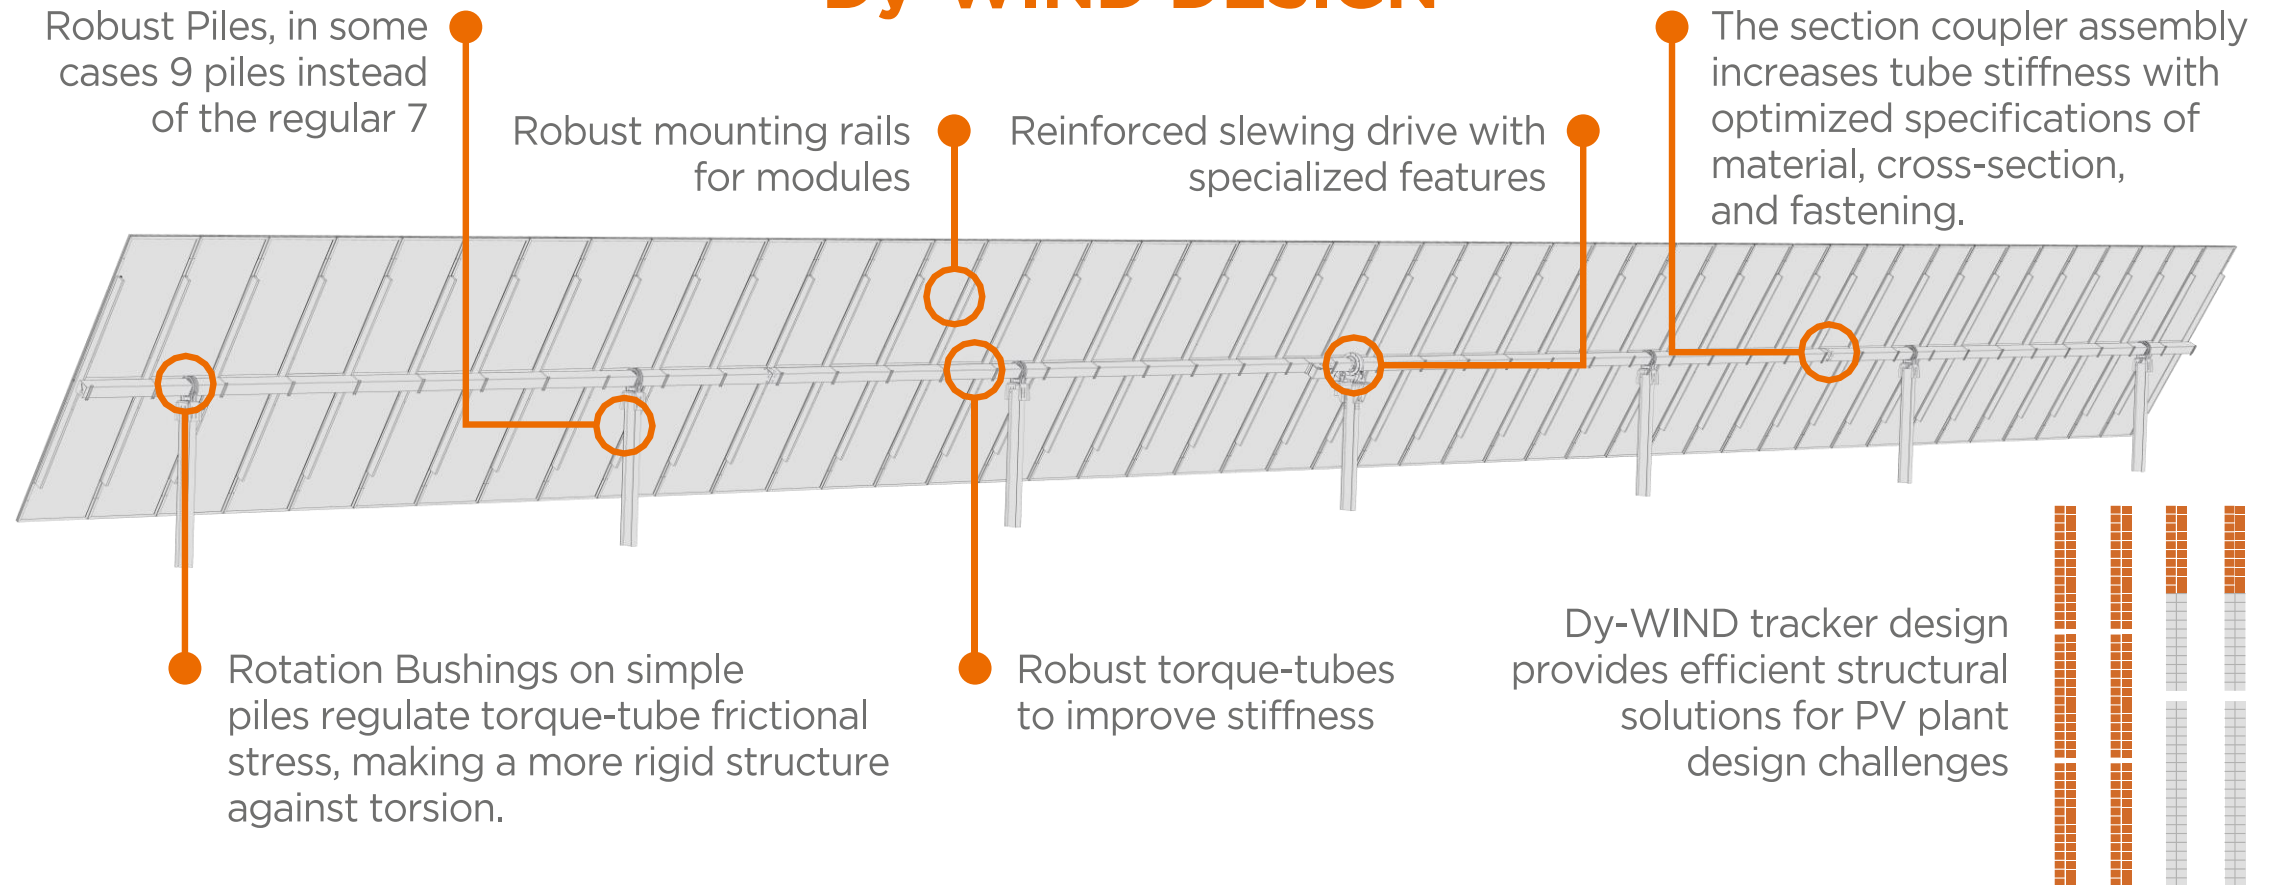 Dy-WIND DESIGN
Robust Piles, in some
cases 9 piles instead
of the regular 7
Robust mounting rails
for modules
Reinforced slewing drive with
specialized features
The section coupler assembly
increases tube stiffness with
optimized specifications of
material, cross-section,
and fastening.
Rotation Bushings on simple
piles regulate torque-tube frictional
stress, making a more rigid structure
against torsion.
Robust torque-tubes
to improve stiffness
Dy-WIND tracker design
provides efficient structural
solutions for PV plant
design challenges